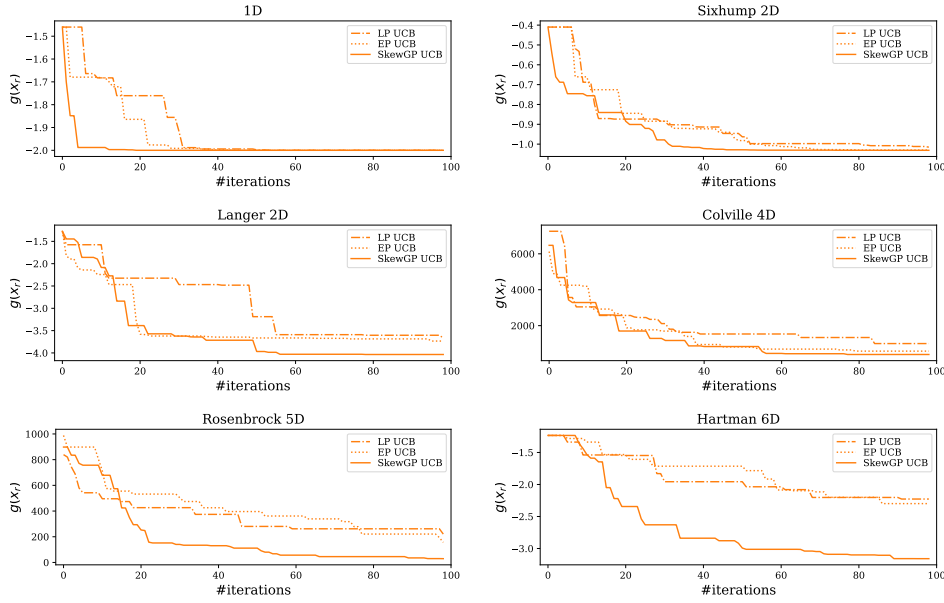 1D
g(x_r)
−1.5
−1.6
−1.7
−1.8
−1.9
−2.0
0 20 40 60 80 100
#iterations
LP UCB
EP UCB
SkewGP UCB
Sixhump 2D
g(x_r)
−0.4
−0.5
−0.6
−0.7
−0.8
−0.9
−1.0
0 20 40 60 80 100
#iterations
LP UCB
EP UCB
SkewGP UCB
Langer 2D
g(x_r)
−1.5
−2.0
−2.5
−3.0
−3.5
−4.0
0 20 40 60 80 100
#iterations
LP UCB
EP UCB
SkewGP UCB
Colville 4D
g(x_r)
6000
4000
2000
0 20 40 60 80 100
#iterations
LP UCB
EP UCB
SkewGP UCB
Rosenbrock 5D
g(x_r)
1000
800
600
400
200
0
0 20 40 60 80 100
#iterations
LP UCB
EP UCB
SkewGP UCB
Hartman 6D
g(x_r)
−1.5
−2.0
−2.5
−3.0
0 20 40 60 80 100
#iterations
LP UCB
EP UCB
SkewGP UCB